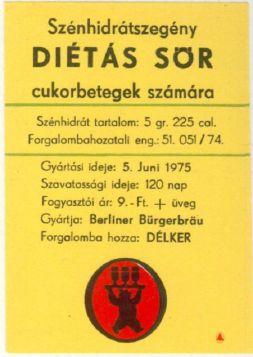 Szénhidrátszegény
DIÉTÁS SÖR
cukorbetegek számára
Szénhidrát tartalom: 5 gr. 225 cal.
Forgalombahozatali eng.: 51. 051/74.
Gyártási ideje: 5. Juni 1975
Szavatossági ideje: 120 nap
Fogyasztói ár: 9.-Ft. + üveg
Gyártja: Berliner Bürgerbräu
Forgalomba hozza: DÉLKER